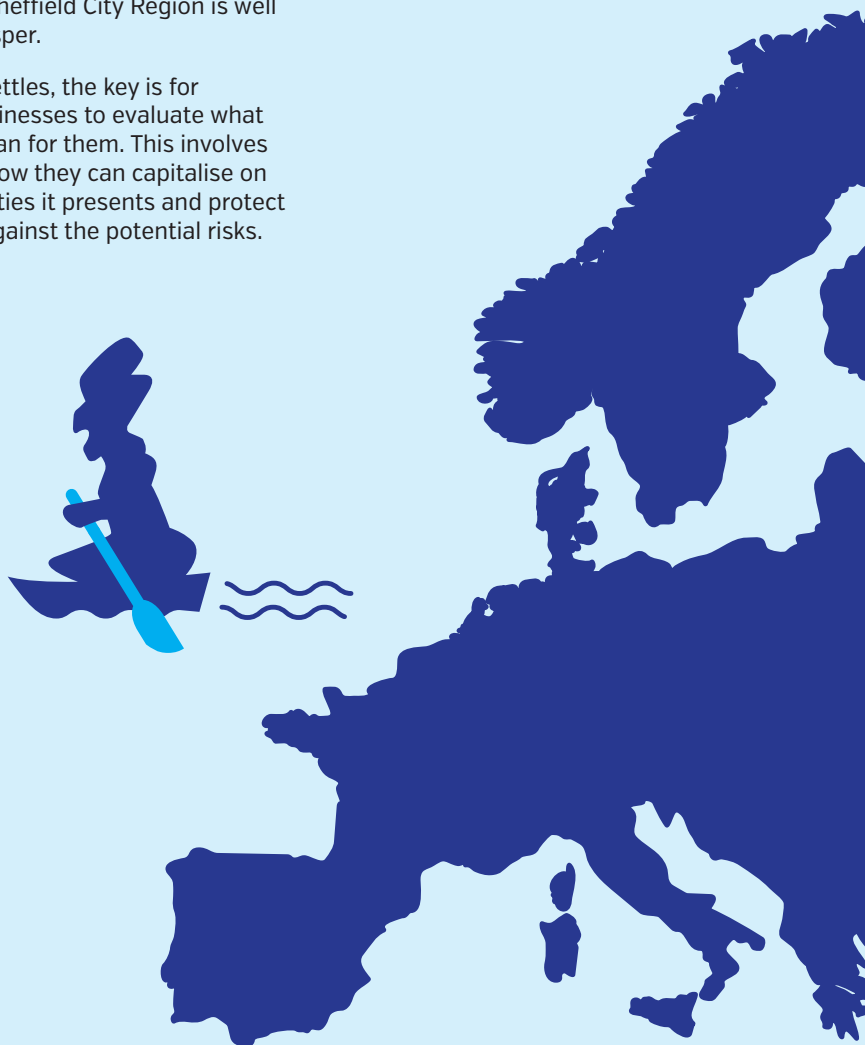 heffield City Region is well
sper.
ettles, the key is for
inesses to evaluate what
an for them. This involves
ow they can capitalise on
ties it presents and protect
gainst the potential risks.